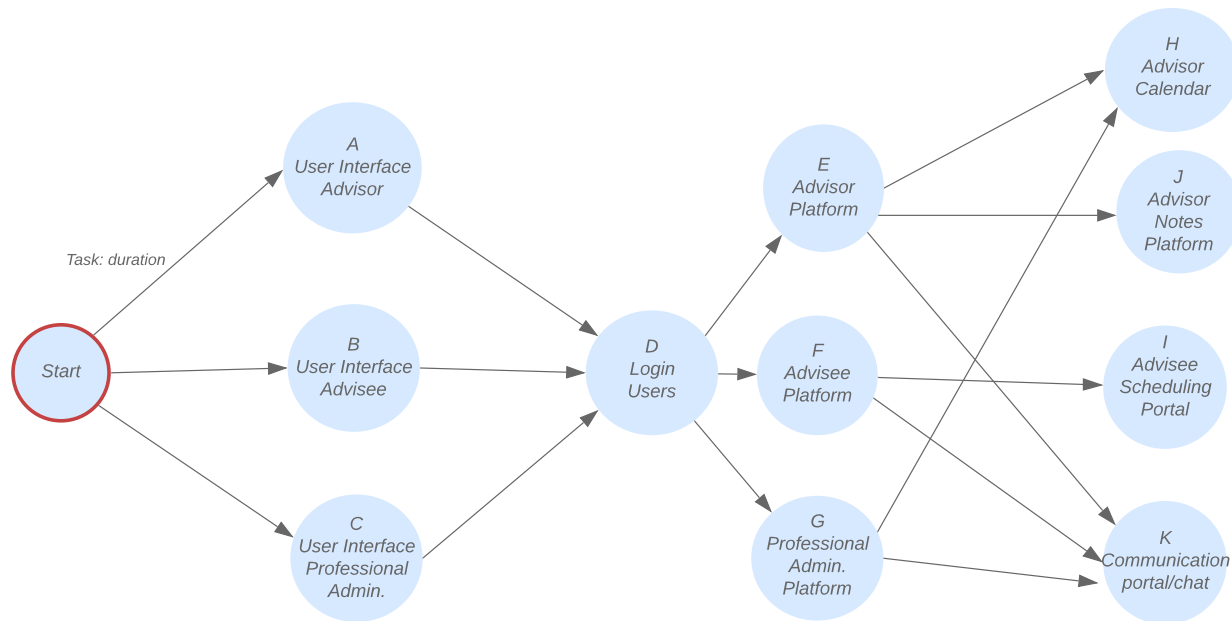 Task: duration
Start
A
User Interface
Advisor
B
User Interface
Advisee
C
User Interface
Professional
Admin.
D
Login
Users
E
Advisor
Platform
F
Advisee
Platform
G
Professional
Admin.
Platform
H
Advisor
Calendar
J
Advisor
Notes
Platform
I
Advisee
Scheduling
Portal
K
Communication
portal/chat